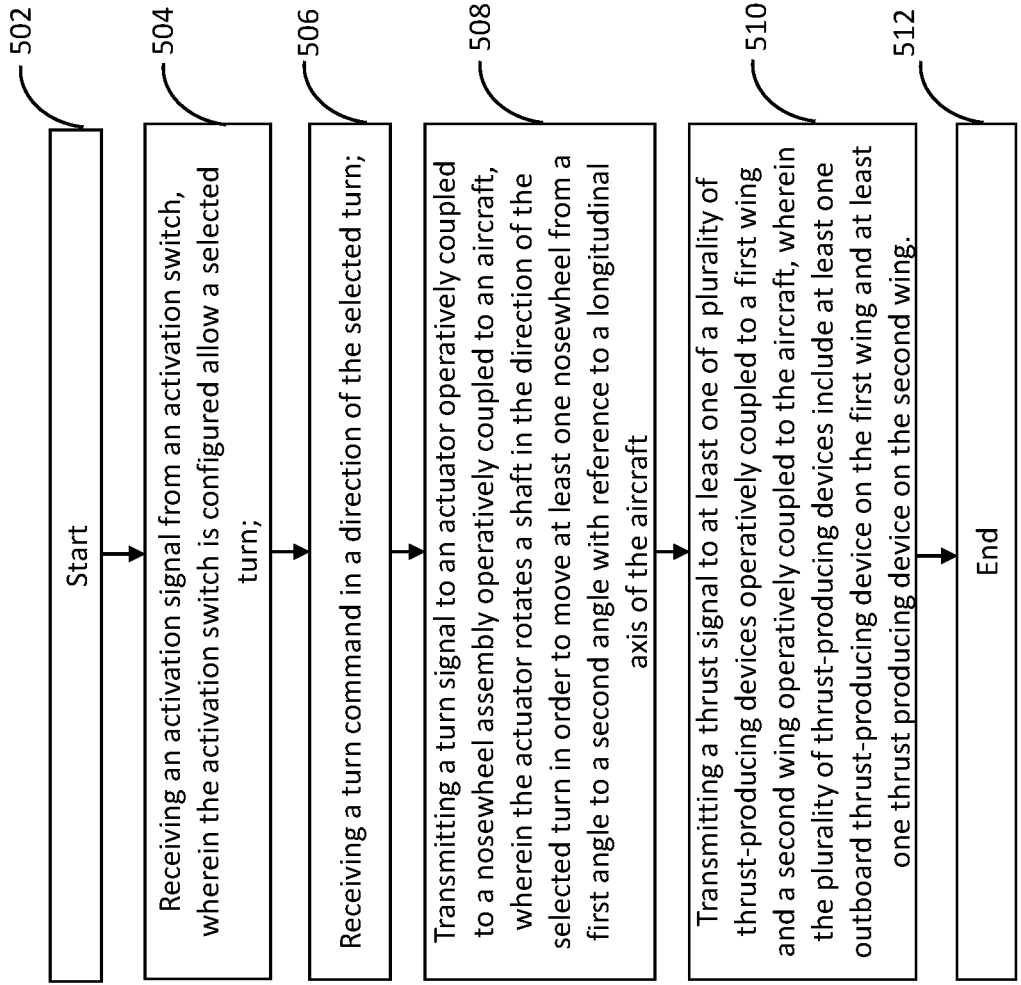 Start
502
Receiving an activation signal from an activation switch,
wherein the activation switch is configured allow a selected
turn;
504
Receiving a turn command in a direction of the selected turn;
506
Transmitting a turn signal to an actuator operatively coupled
to a nosewheel assembly operatively coupled to an aircraft,
wherein the actuator rotates a shaft in the direction of the
selected turn in order to move at least one nosewheel from a
first angle to a second angle with reference to a longitudinal
axis of the aircraft
508
Transmitting a thrust signal to at least one of a plurality of
thrust-producing devices operatively coupled to a first wing
and a second wing operatively coupled to the aircraft, wherein
the plurality of thrust-producing devices include at least one
outboard thrust-producing device on the first wing and at least
one thrust producing device on the second wing.
510
End
512